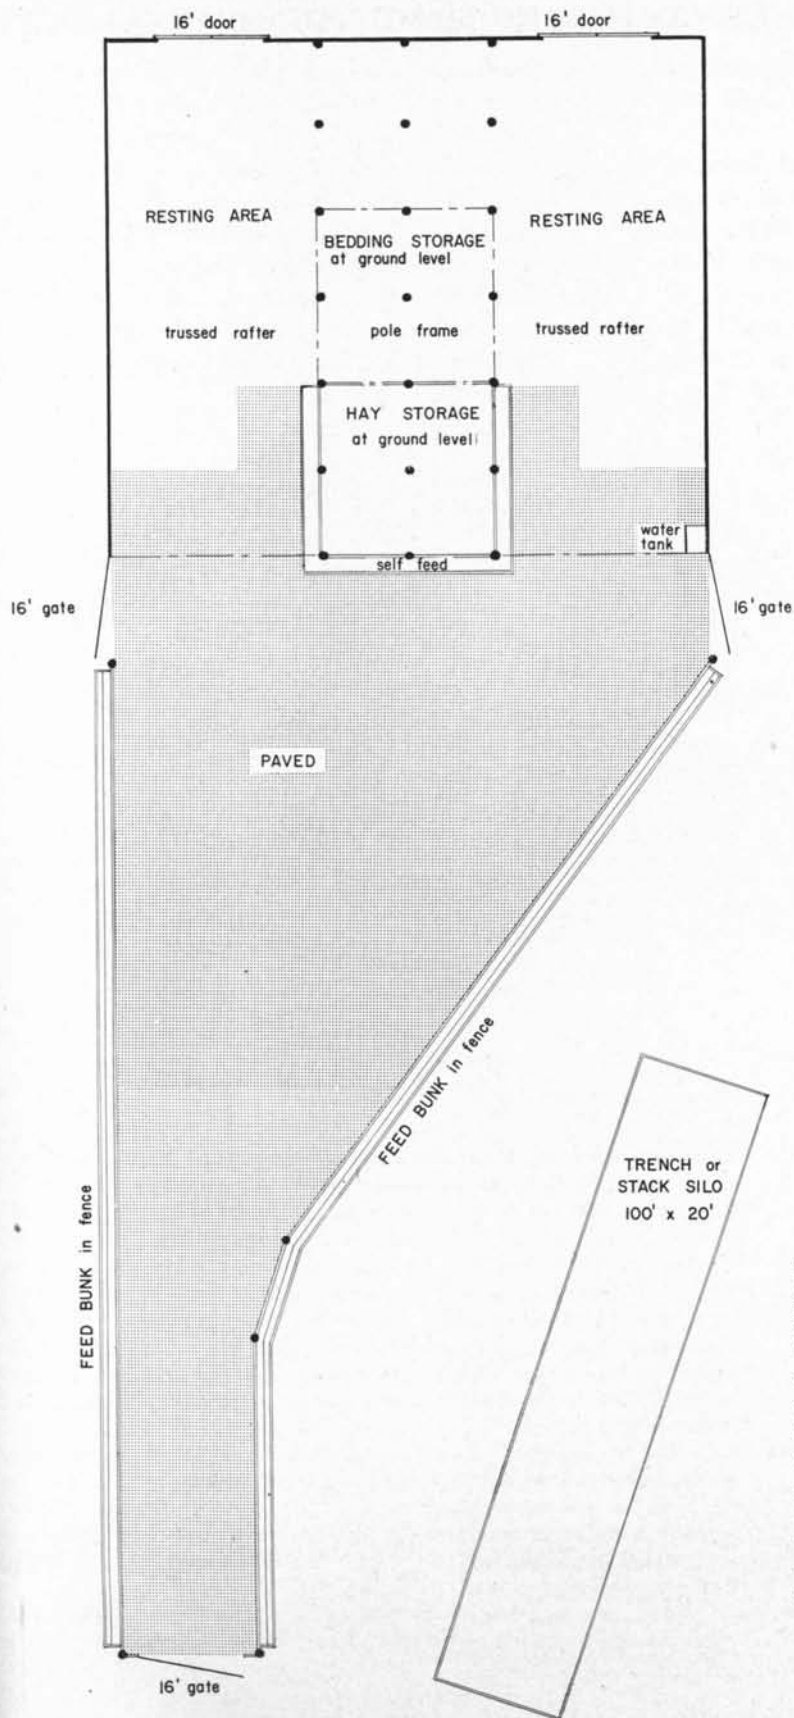 16' door
16' door
RESTING AREA
RESTING AREA
BEDDING STORAGE
at ground level
trussed rafter
pole frame
trussed rafter
HAY STORAGE
at ground level
water
tank
self feed
16' gate
16' gate
PAVED
FEED BUNK in fence
FEED BUNK in fence
TRENCH or
STACK SILO
100' x 20'
16' gate